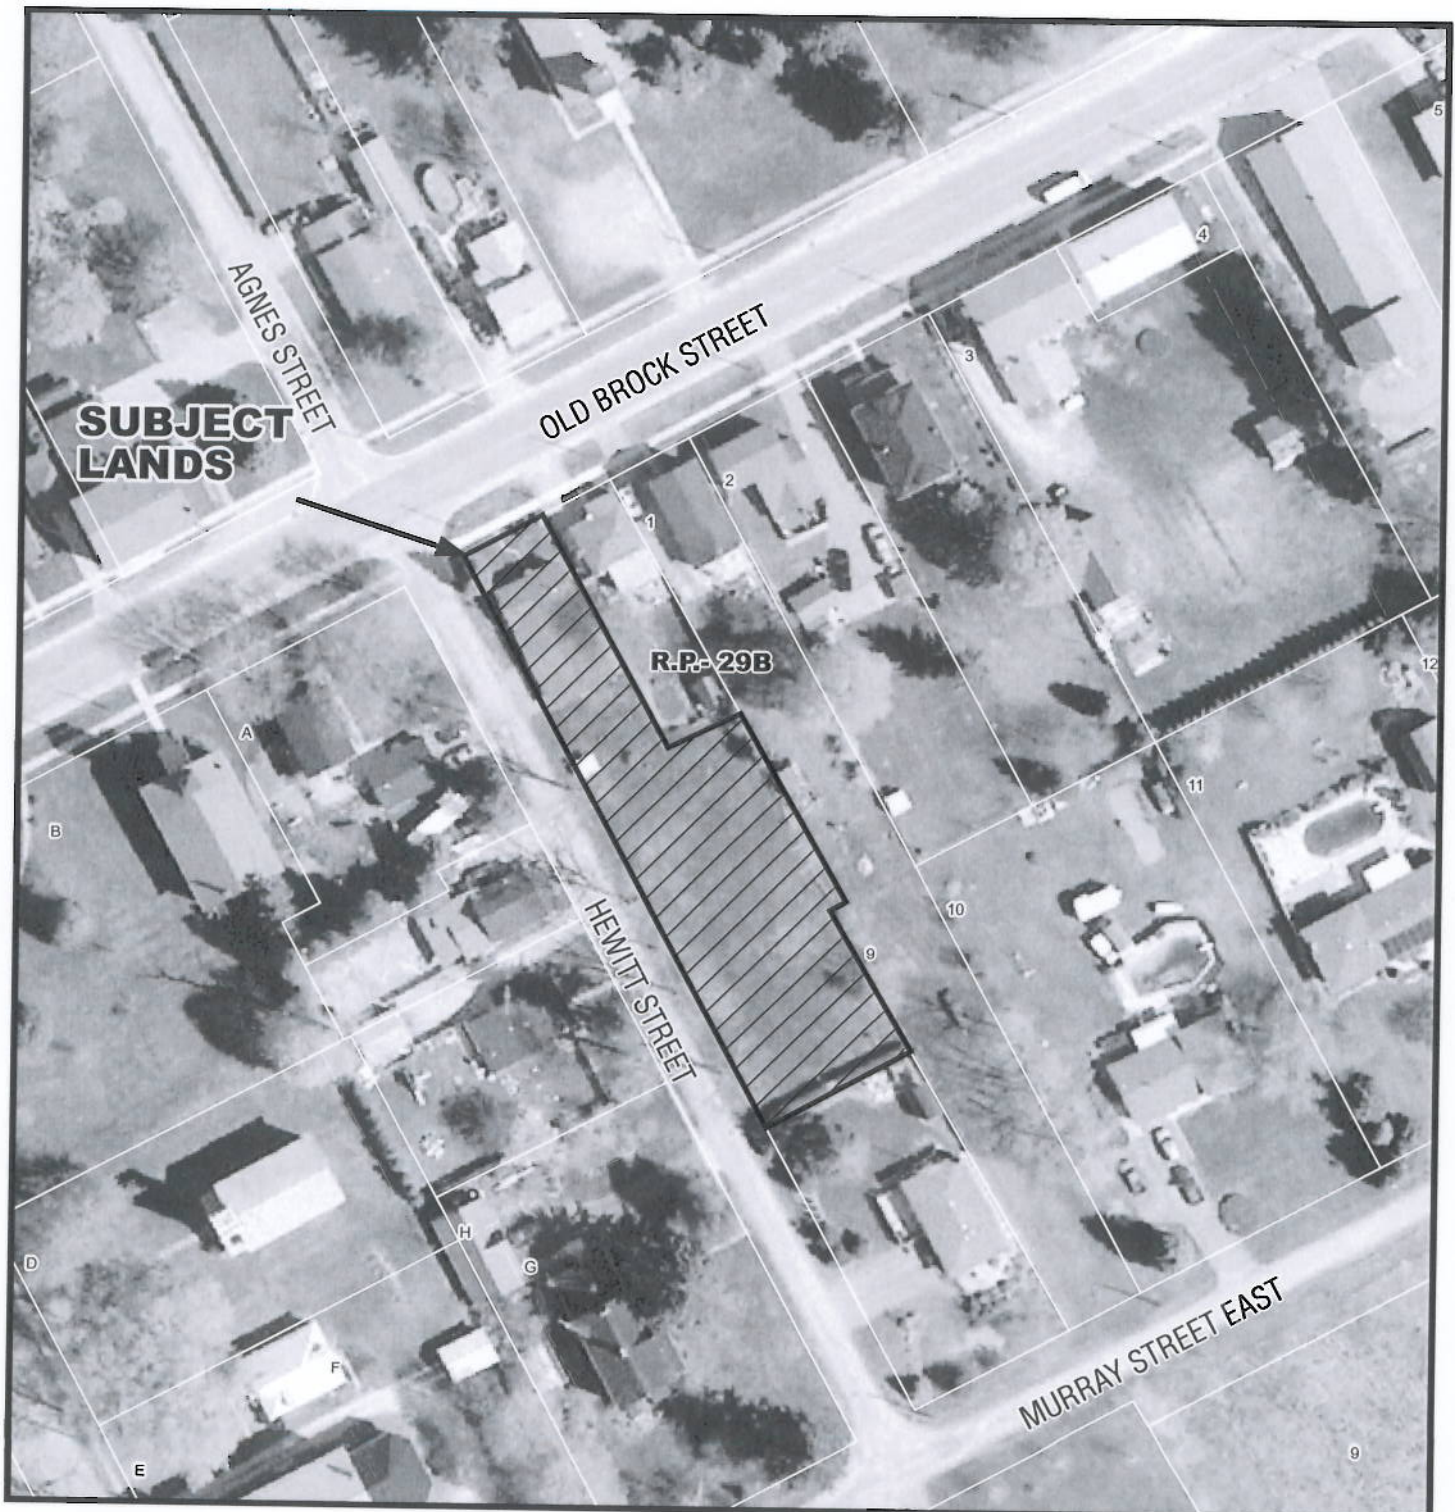 5
4
AGNES STREET
OLD BROCK STREET
3
SUBJECT
LANDS
2
1
R.P.- 29B
12
A
11
B
10
9
HEWITT STREET
H
G
D
MURRAY STREET EAST
F
E
9